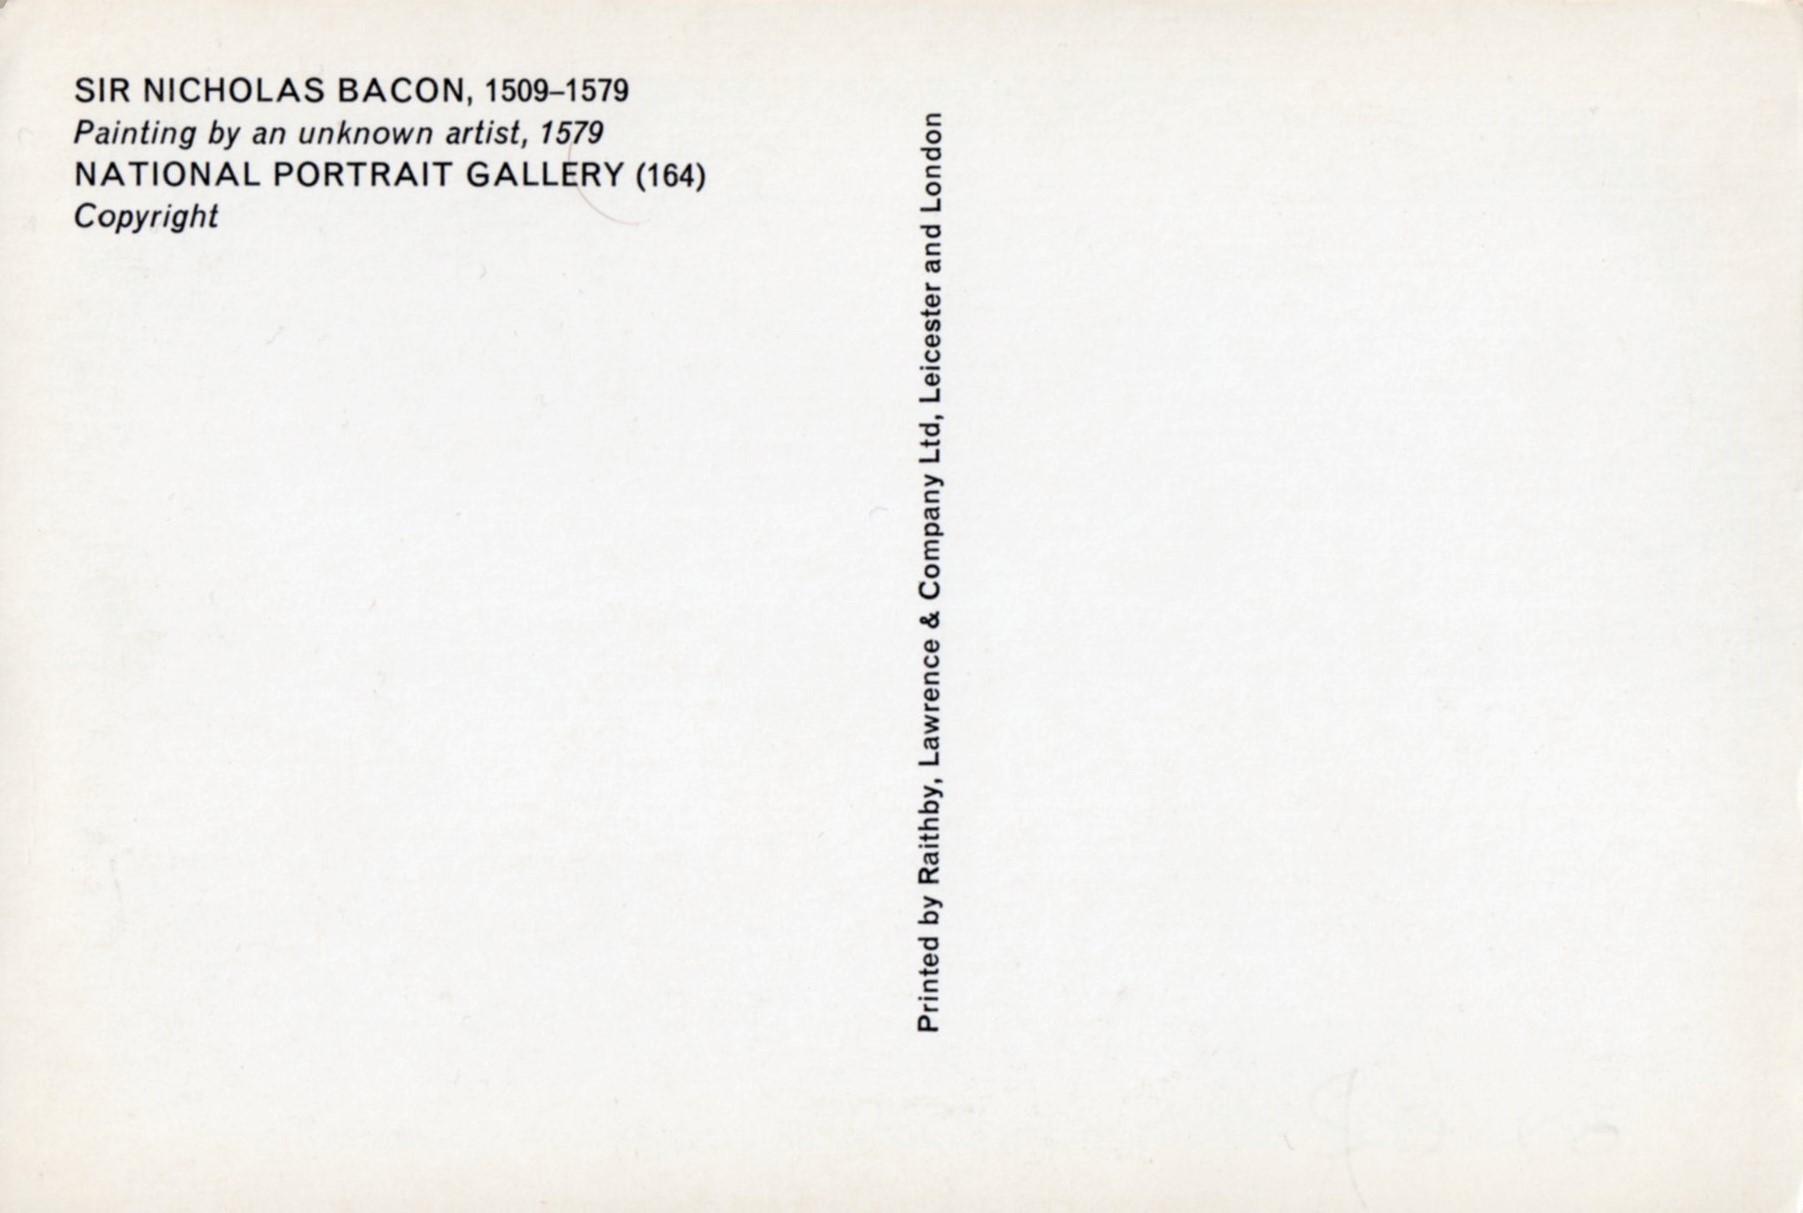 SIR NICHOLAS BACON, 1509–1579
Painting by an unknown artist, 1579
NATIONAL PORTRAIT GALLERY (164)
Copyright
Printed by Raithby, Lawrence & Company Ltd, Leicester and London